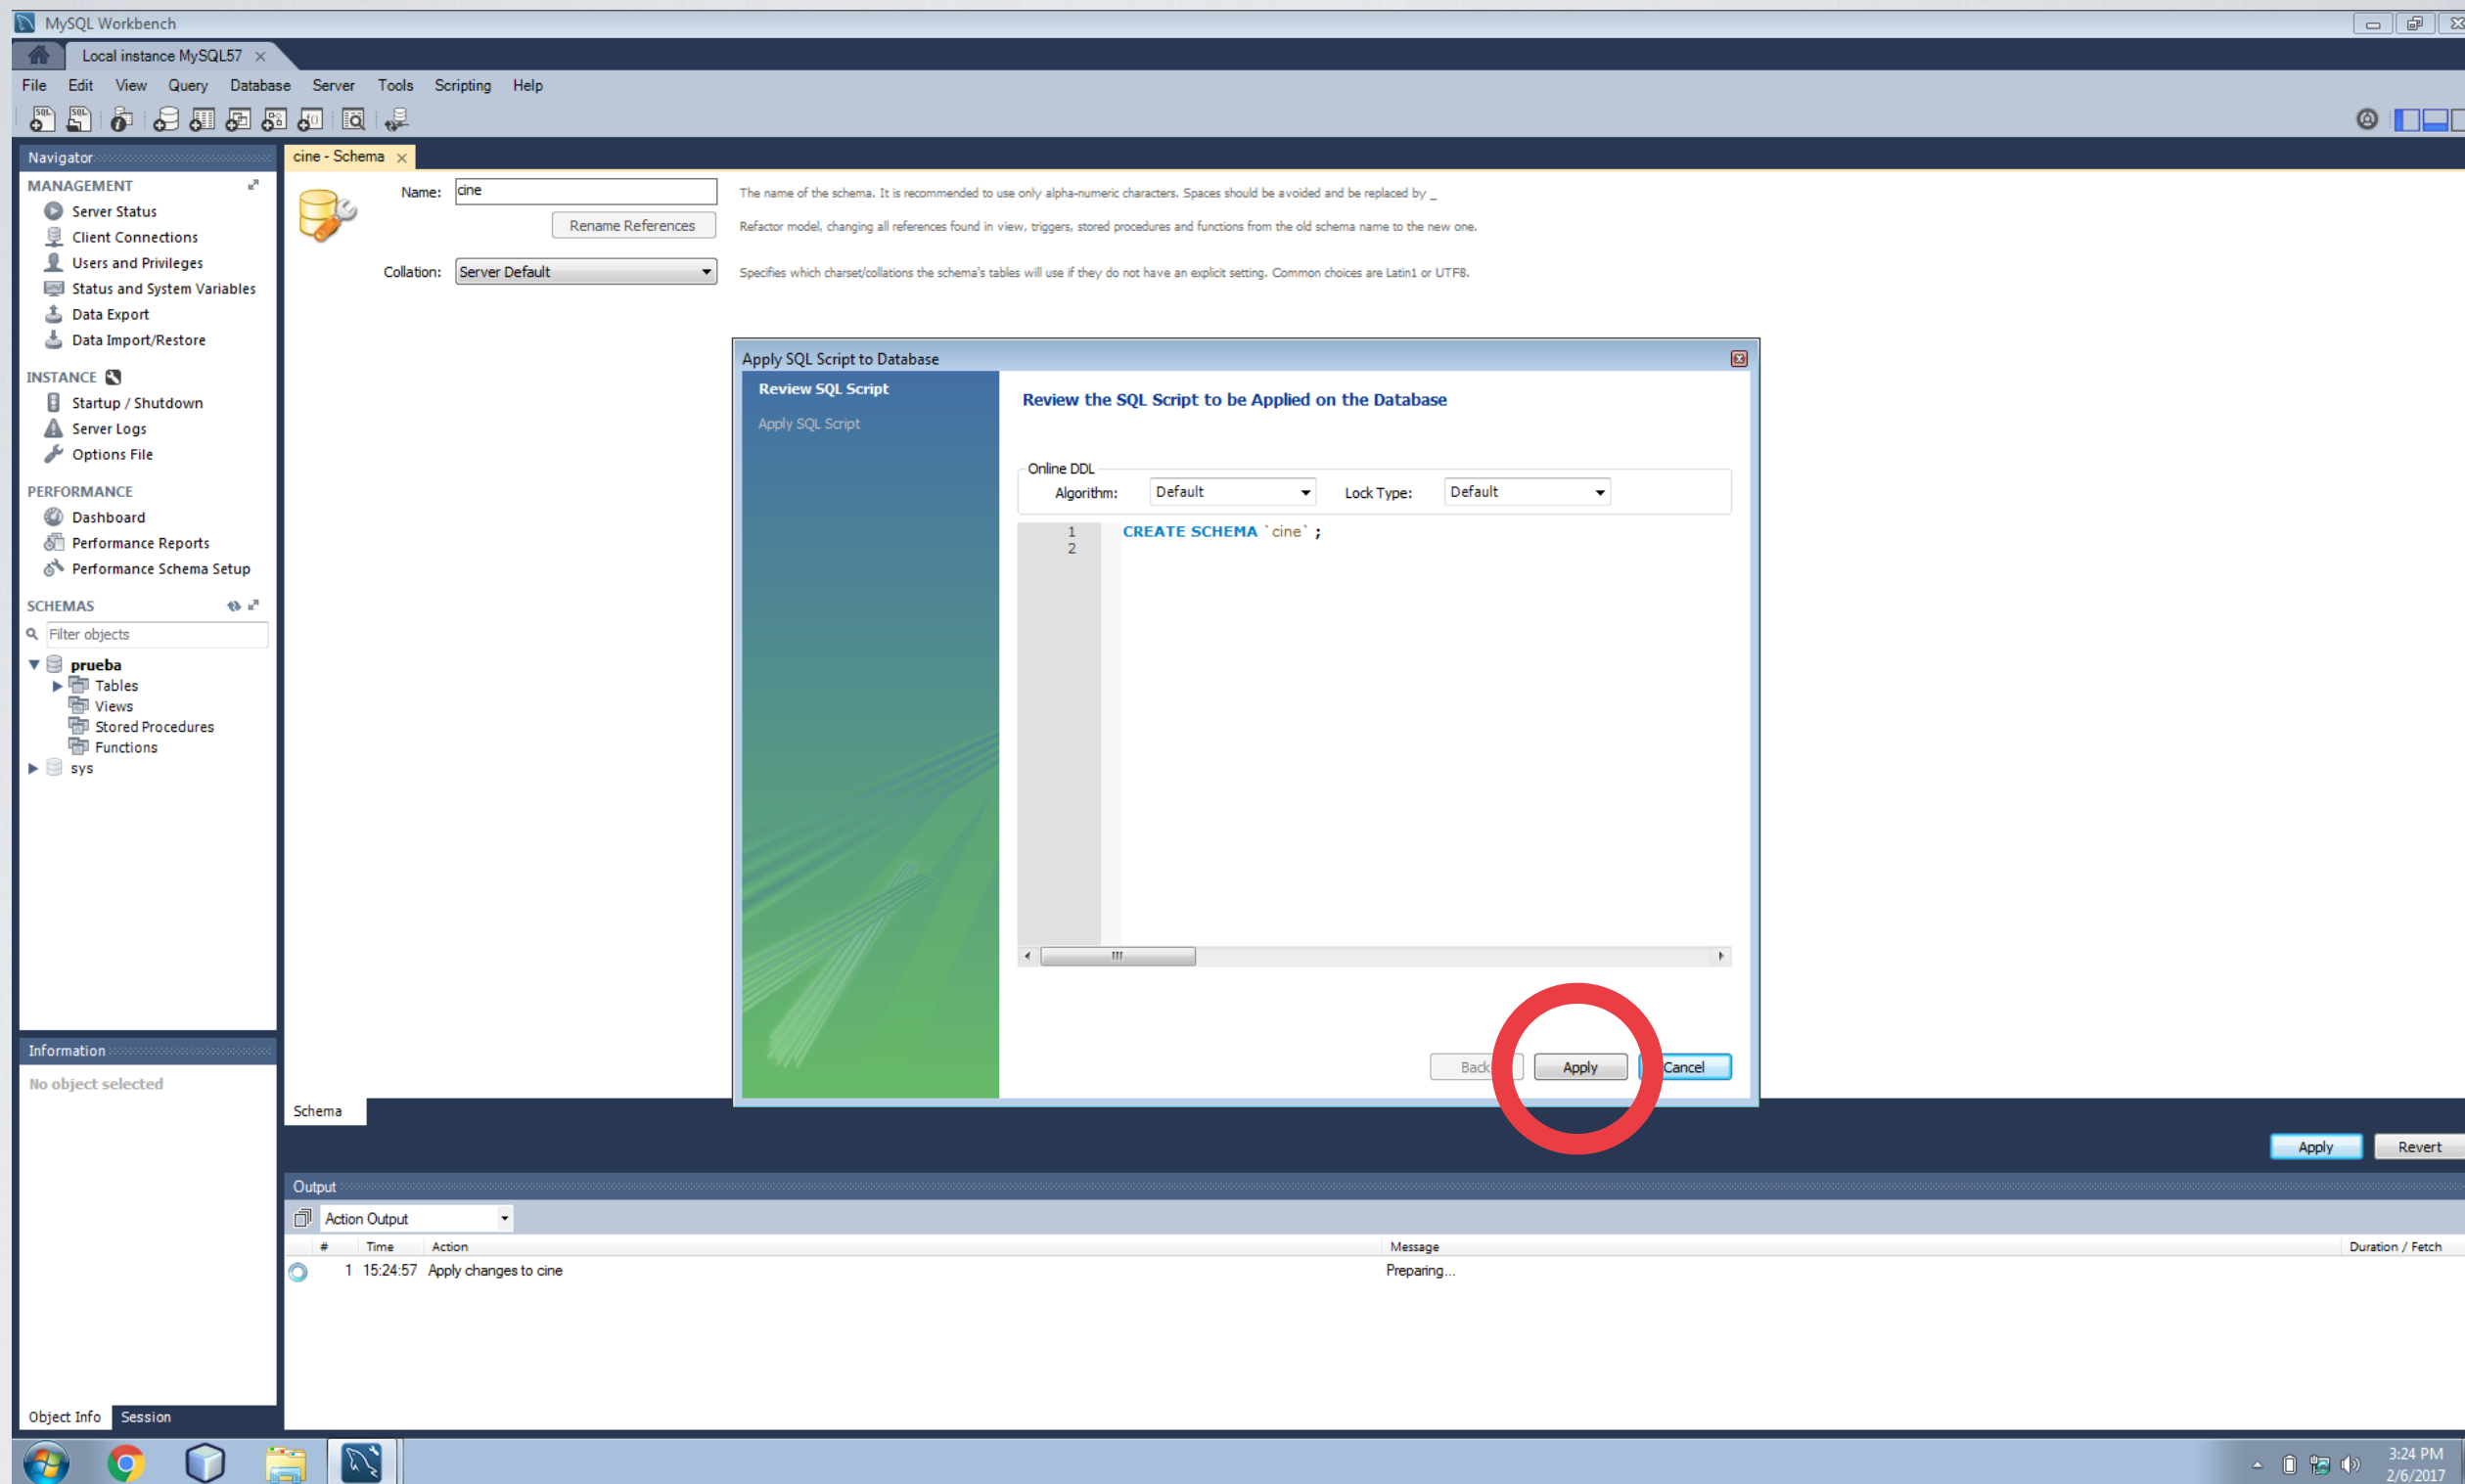 MySQL Workbench
Local instance MySQL57
File Edit View Query Database Server Tools Scripting Help
Navigator
MANAGEMENT
Server Status
Client Connections
Users and Privileges
Status and System Variables
Data Export
Data Import/Restore
INSTANCE
Startup / Shutdown
Server Logs
Options File
PERFORMANCE
Dashboard
Performance Reports
Performance Schema Setup
SCHEMAS
Filter objects
prueba
Tables
Views
Stored Procedures
Functions
sys
Information
No object selected
Object Info Session
cine - Schema
Name: cine The name of the schema. It is recommended to use only alpha-numeric characters. Spaces should be avoided and be replaced by _
Rename References Refactor model, changing all references found in view, triggers, stored procedures and functions from the old schema name to the new one.
Collation: Server Default Specifies which charset/collations the schema's tables will use if they do not have an explicit setting. Common choices are Latin1 or UTF8.
Apply SQL Script to Database
Review SQL Script
Apply SQL Script
Review the SQL Script to be Applied on the Database
Online DDL
Algorithm: Default Lock Type: Default
1 CREATE SCHEMA `cine` ;
2
Back Apply Cancel
Schema
Apply Revert
Output
Action Output
# Time Action Message Duration / Fetch
1 15:24:57 Apply changes to cine Preparing...
3:24 PM
2/6/2017